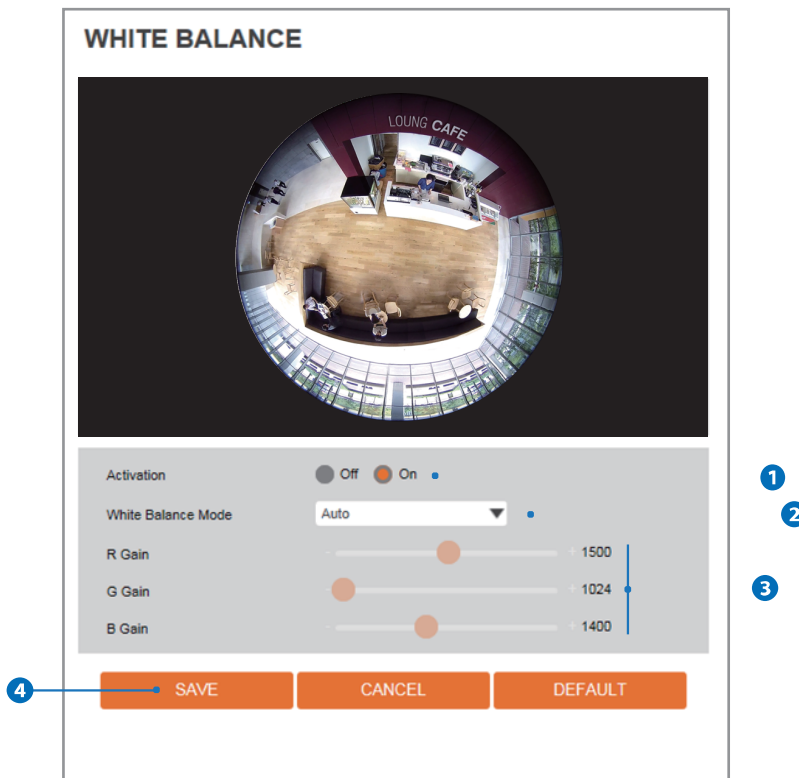 WHITE BALANCE
LOUNG CAFE
Activation Off On 1
White Balance Mode Auto 2
R Gain - + 1500
G Gain - + 1024 3
B Gain - + 1400
4 SAVE CANCEL DEFAULT